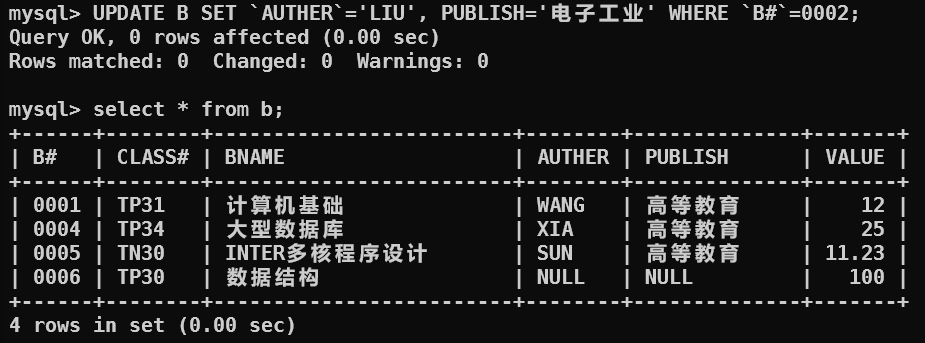 mysql> UPDATE B SET `AUTHER`='LIU', PUBLISH='电子工业' WHERE `B#`=0002;
Query OK, 0 rows affected (0.00 sec)
Rows matched: 0  Changed: 0  Warnings: 0

mysql> select * from b;
+------+--------+--------------------------+--------+--------------+-------+
| B#   | CLASS# | BNAME                    | AUTHER | PUBLISH      | VALUE |
+------+--------+--------------------------+--------+--------------+-------+
| 0001 | TP31   | 计算机基础               | WANG   | 高等教育     |    12 |
| 0004 | TP34   | 大型数据库               | XIA    | 高等教育     |    25 |
| 0005 | TN30   | INTER多核程序设计        | SUN    | 高等教育     | 11.23 |
| 0006 | TP30   | 数据结构                 | NULL   | NULL         |   100 |
+------+--------+--------------------------+--------+--------------+-------+
4 rows in set (0.00 sec)